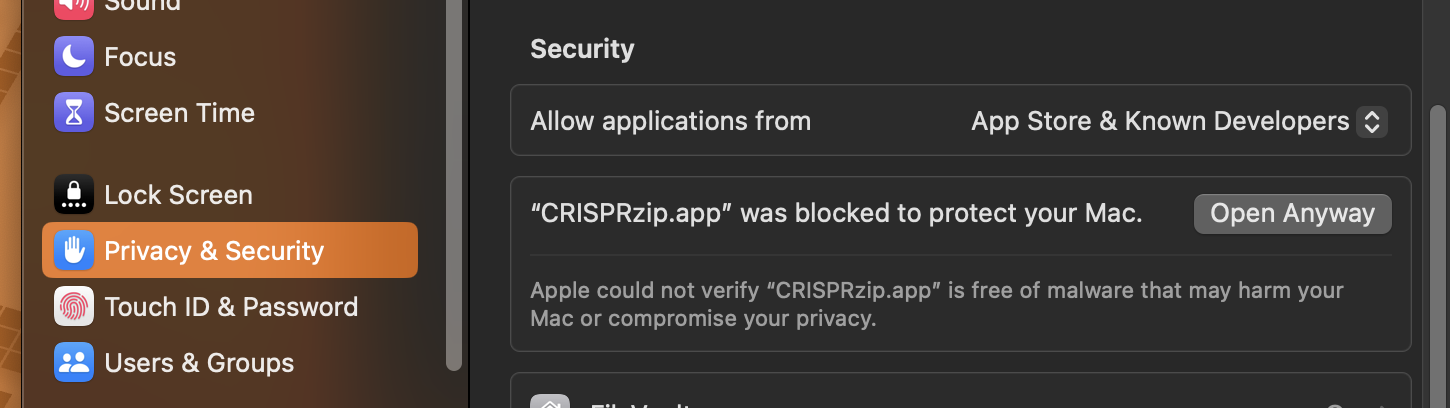 Sound
Focus
Screen Time
Lock Screen
Privacy & Security
Touch ID & Password
Users & Groups
Security
Allow applications from App Store & Known Developers
“CRISPRzip.app” was blocked to protect your Mac. Open Anyway
Apple could not verify “CRISPRzip.app” is free of malware that may harm your
Mac or compromise your privacy.
FileVault